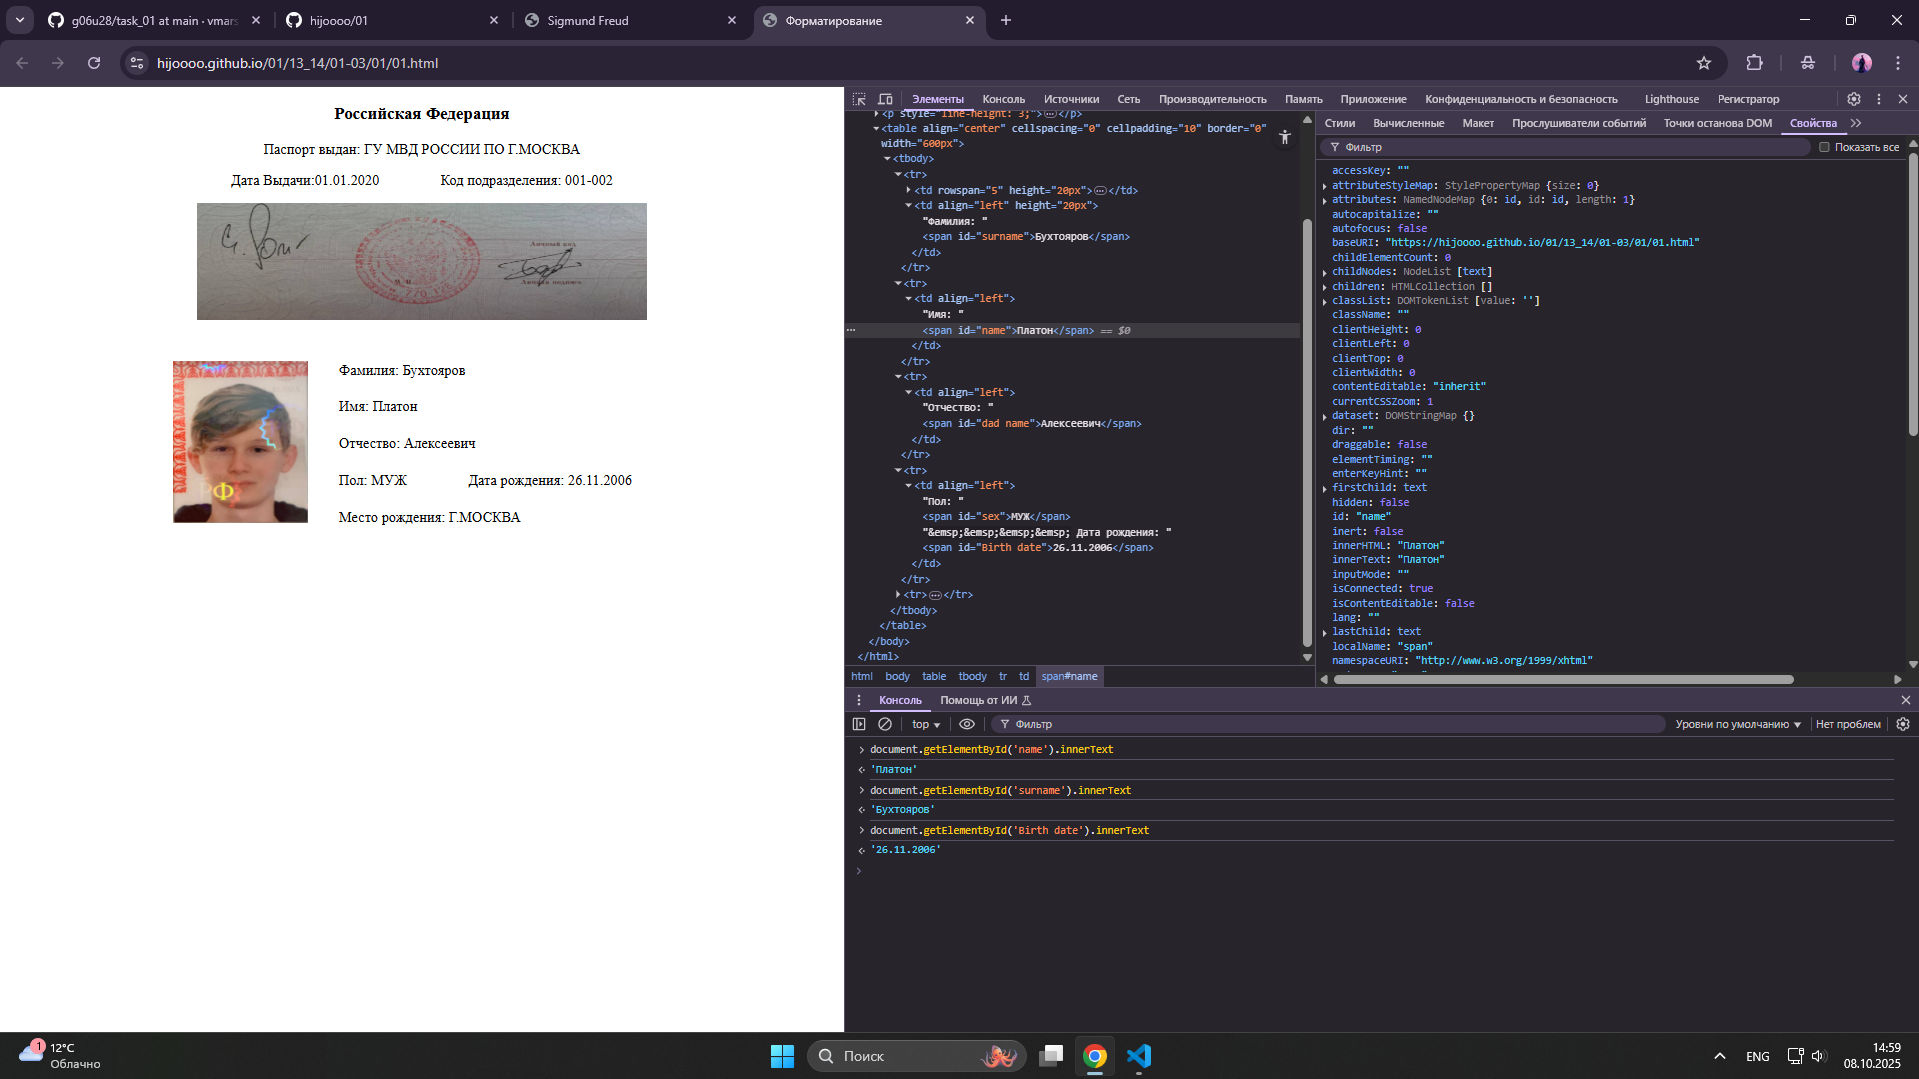 g06u28/task_01 at main · vmars
hijoooo/01
Sigmund Freud
Форматирование
hijoooo.github.io/01/13_14/01-03/01/01.html
Российская Федерация
Паспорт выдан: ГУ МВД РОССИИ ПО Г.МОСКВА
Дата Выдачи:01.01.2020 Код подразделения: 001-002
Личный код
М.П.
Личная подпись
Фамилия: Бухтояров
Имя: Платон
Отчество: Алексеевич
РФ
Пол: МУЖ Дата рождения: 26.11.2006
Место рождения: Г.МОСКВА
Элементы Консоль Источники Сеть Производительность Память Приложение Конфиденциальность и безопасность Lighthouse Регистратор
<p style="line-height: 3;">…</p>
<table align="center" cellspacing="0" cellpadding="10" border="0"
width="600px">
<tbody>
<tr>
<td rowspan="5" height="20px">…</td>
<td align="left" height="20px">
"Фамилия: "
<span id="surname">Бухтояров</span>
</td>
</tr>
<tr>
<td align="left">
"Имя: "
<span id="name">Платон</span> == $0
</td>
</tr>
<tr>
<td align="left">
"Отчество: "
<span id="dad name">Алексеевич</span>
</td>
</tr>
<tr>
<td align="left">
"Пол: "
<span id="sex">МУЖ</span>
"&emsp;&emsp;&emsp;&emsp; Дата рождения: "
<span id="Birth date">26.11.2006</span>
</td>
</tr>
<tr>…</tr>
</tbody>
</table>
</body>
</html>
html body table tbody tr td span#name
Стили Вычисленные Макет Прослушиватели событий Точки останова DOM Свойства
Фильтр Показать все
accessKey: ""
attributeStyleMap: StylePropertyMap {size: 0}
attributes: NamedNodeMap {0: id, id: id, length: 1}
autocapitalize: ""
autofocus: false
baseURI: "https://hijoooo.github.io/01/13_14/01-03/01/01.html"
childElementCount: 0
childNodes: NodeList [text]
children: HTMLCollection []
classList: DOMTokenList [value: '']
className: ""
clientHeight: 0
clientLeft: 0
clientTop: 0
clientWidth: 0
contentEditable: "inherit"
currentCSSZoom: 1
dataset: DOMStringMap {}
dir: ""
draggable: false
elementTiming: ""
enterKeyHint: ""
firstChild: text
hidden: false
id: "name"
inert: false
innerHTML: "Платон"
innerText: "Платон"
inputMode: ""
isConnected: true
isContentEditable: false
lang: ""
lastChild: text
localName: "span"
namespaceURI: "http://www.w3.org/1999/xhtml"
Консоль Помощь от ИИ
top Фильтр Уровни по умолчанию Нет проблем
document.getElementById('name').innerText
'Платон'
document.getElementById('surname').innerText
'Бухтояров'
document.getElementById('Birth date').innerText
'26.11.2006'
1
12°C
Облачно
Поиск
ENG
14:59
08.10.2025